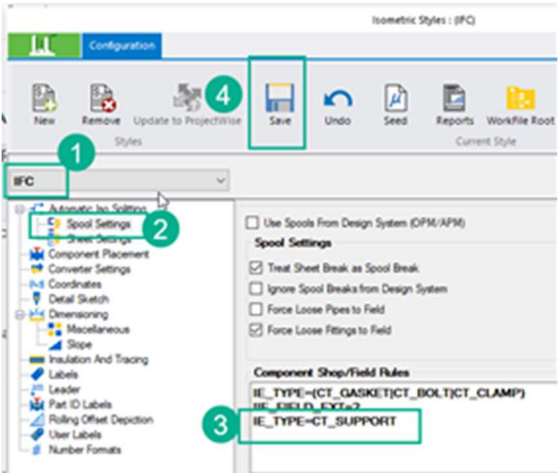 Isometric Styles : (IFC)
Configuration
4
New
Remove
Update to ProjectWise
Save
Undo
Seed
Reports
WorkFile Root
Styles
Current Style
1
IFC
2
Automatic Iso Splitting
Spool Settings
Sheet Settings
Component Placement
Converter Settings
Coordinates
Detail Sketch
Dimensioning
Miscellaneous
Slope
Insulation And Tracing
Labels
Leader
Part ID Labels
Rolling Offset Depiction
User Labels
Number Formats
Use Spools From Design System (OPM/APM)
Spool Settings
Treat Sheet Break as Spool Break
Ignore Spool Breaks from Design System
Force Loose Pipes to Field
Force Loose Fittings to Field
Component Shop/Field Rules
IE_TYPE=(CT_GASKET|CT_BOLT|CT_CLAMP)
3
IE_TYPE=CT_SUPPORT